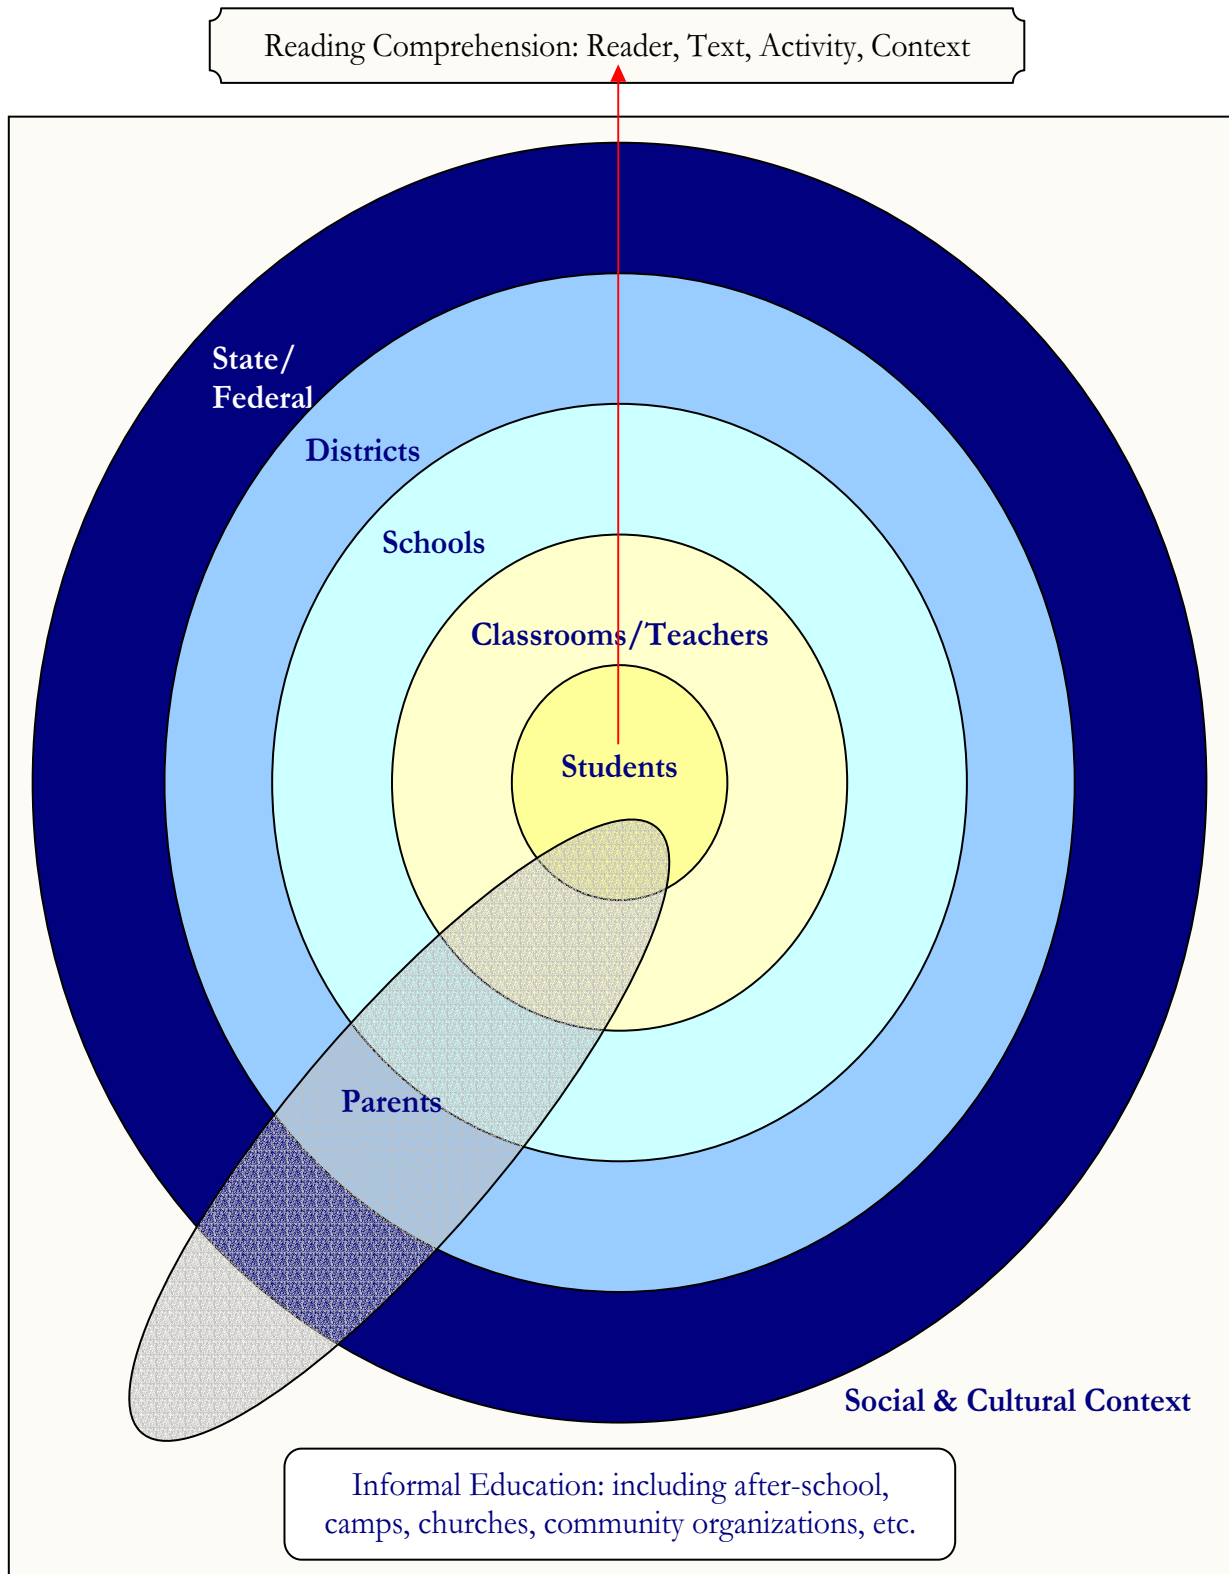 Reading Comprehension: Reader, Text, Activity, Context
State/
Federal
Districts
Schools
Classrooms/Teachers
Students
Parents
Social & Cultural Context
Informal Education: including after-school,
camps, churches, community organizations, etc.